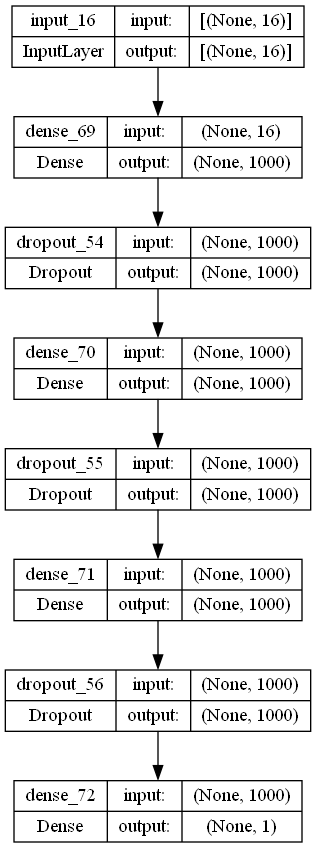 input_16 input: [(None, 16)]
InputLayer output: [(None, 16)]
dense_69 input: (None, 16)
Dense output: (None, 1000)
dropout_54 input: (None, 1000)
Dropout output: (None, 1000)
dense_70 input: (None, 1000)
Dense output: (None, 1000)
dropout_55 input: (None, 1000)
Dropout output: (None, 1000)
dense_71 input: (None, 1000)
Dense output: (None, 1000)
dropout_56 input: (None, 1000)
Dropout output: (None, 1000)
dense_72 input: (None, 1000)
Dense output: (None, 1)